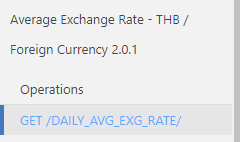 Average Exchange Rate - THB /
Foreign Currency 2.0.1
Operations
GET /DAILY_AVG_EXG_RATE/